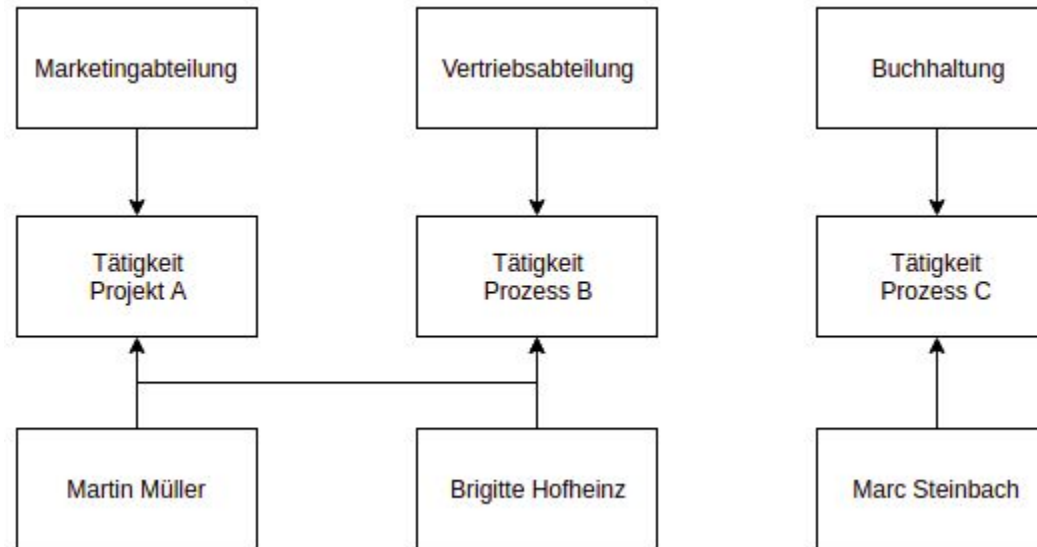 Marketingabteilung
Vertriebsabteilung
Buchhaltung
Tätigkeit
Projekt A
Tätigkeit
Prozess B
Tätigkeit
Prozess C
Martin Müller
Brigitte Hofheinz
Marc Steinbach